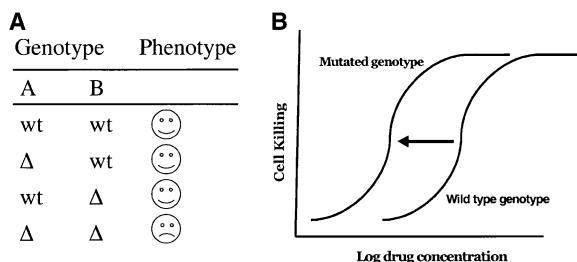 A
Genotype Phenotype
A B
wt wt
Δ wt
wt Δ
Δ Δ
B
Mutated genotype
Wild type genotype
Cell Killing
Log drug concentration